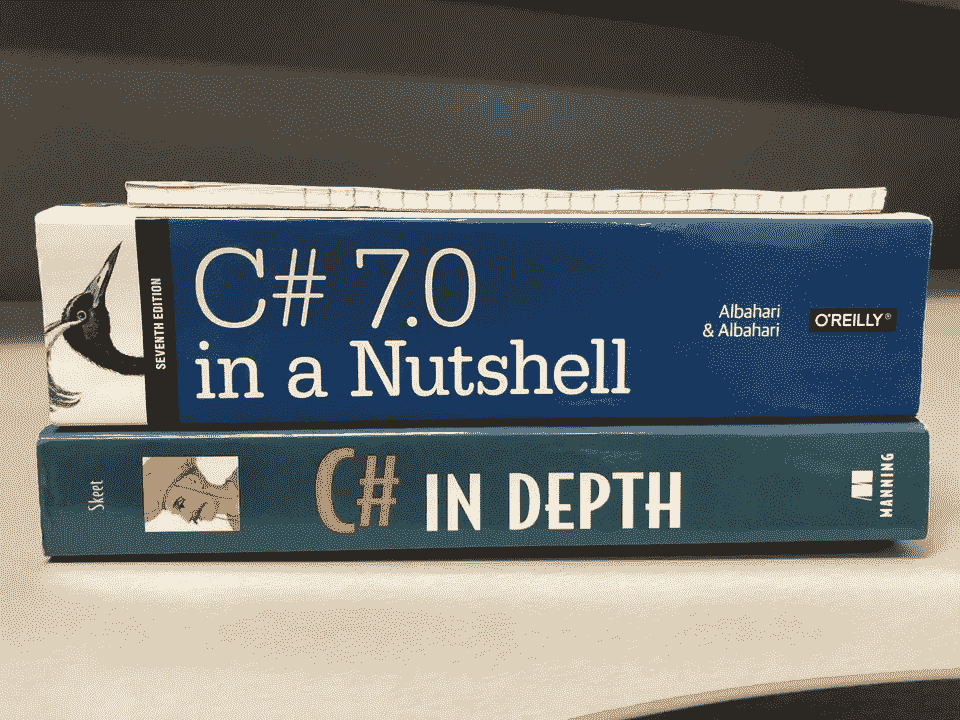 SEVENTH EDITION
C# 7.0
in a Nutshell
Albahari
& Albahari
O'REILLY®
Skeet
C# IN DEPTH
MANNING